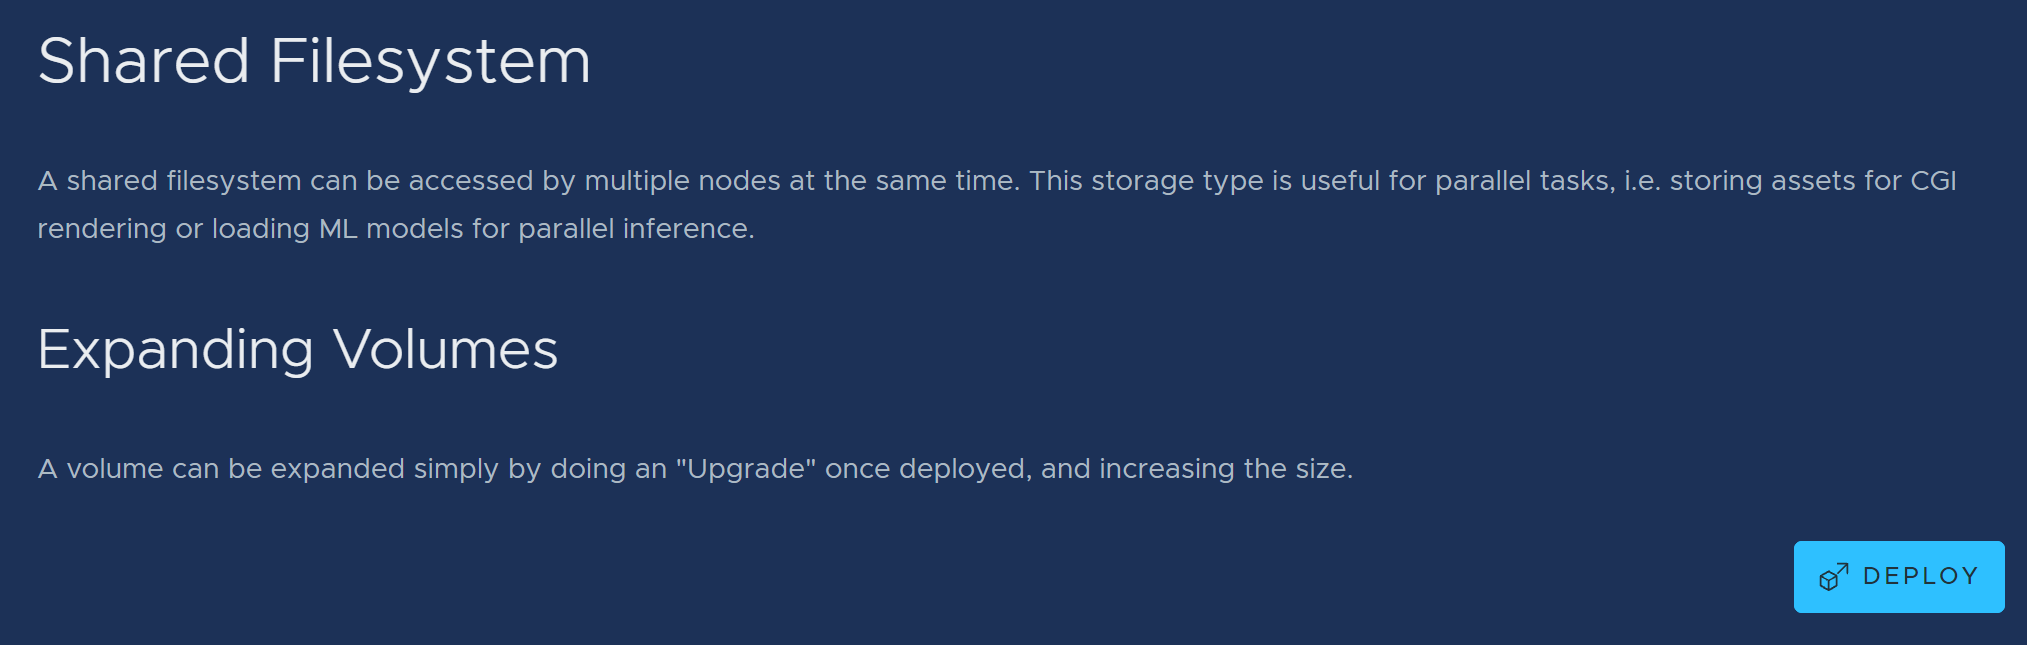 Shared Filesystem
A shared filesystem can be accessed by multiple nodes at the same time. This storage type is useful for parallel tasks, i.e. storing assets for CGI
rendering or loading ML models for parallel inference.
Expanding Volumes
A volume can be expanded simply by doing an "Upgrade" once deployed, and increasing the size.
DEPLOY